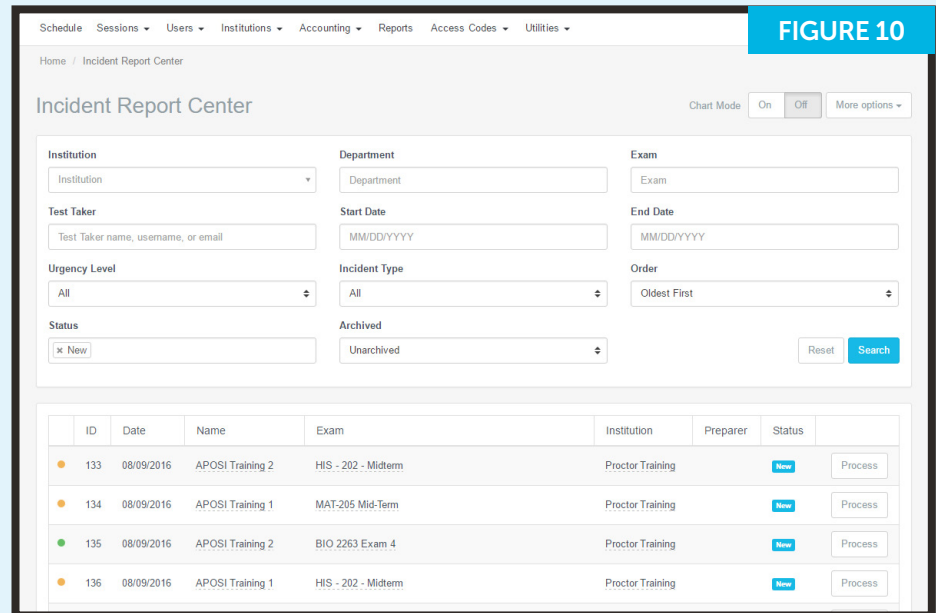 Schedule Sessions Users Institutions Accounting Reports Access Codes Utilities
FIGURE 10
Home / Incident Report Center
Incident Report Center
Chart Mode On Off More options
Institution Department Exam
Institution Department Exam
Test Taker Start Date End Date
Test Taker name, username, or email MM/DD/YYYY MM/DD/YYYY
Urgency Level Incident Type Order
All All Oldest First
Status Archived
× New Unarchived Reset Search
ID Date Name Exam Institution Preparer Status
133 08/09/2016 APOSI Training 2 HIS - 202 - Midterm Proctor Training New Process
134 08/09/2016 APOSI Training 1 MAT-205 Mid-Term Proctor Training New Process
135 08/09/2016 APOSI Training 2 BIO 2263 Exam 4 Proctor Training New Process
136 08/09/2016 APOSI Training 1 HIS - 202 - Midterm Proctor Training New Process